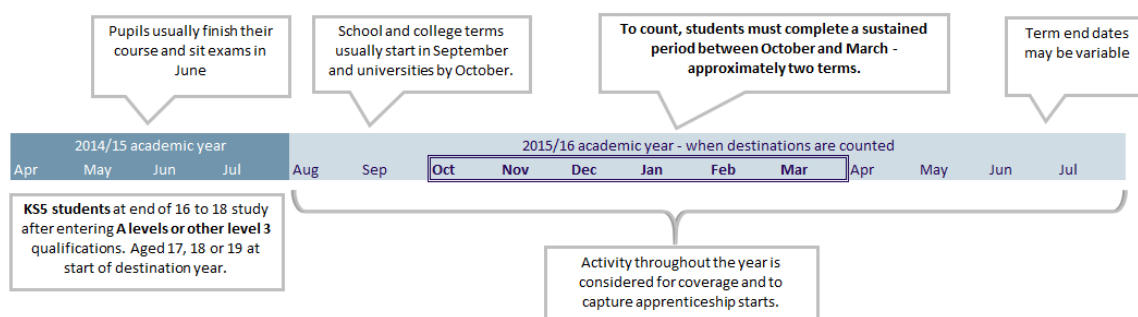 Pupils usually finish their
course and sit exams in
June
School and college terms
usually start in September
and universities by October.
To count, students must complete a sustained
period between October and March -
approximately two terms.
Term end dates
may be variable
2014/15 academic year
2015/16 academic year - when destinations are counted
Apr May Jun Jul Aug Sep Oct Nov Dec Jan Feb Mar Apr May Jun Jul
KS5 students at end of 16 to 18 study
after entering A levels or other level 3
qualifications. Aged 17, 18 or 19 at
start of destination year.
Activity throughout the year is
considered for coverage and to
capture apprenticeship starts.